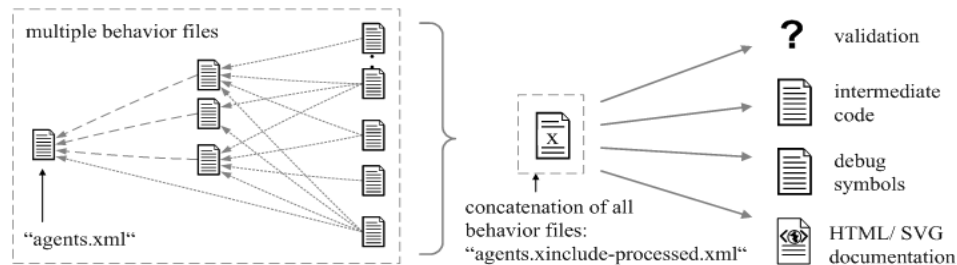 multiple behavior files
“agents.xml“
X
concatenation of all
behavior files:
“agents.xinclude-processed.xml“
?
validation
intermediate
code
debug
symbols
HTML/ SVG
documentation